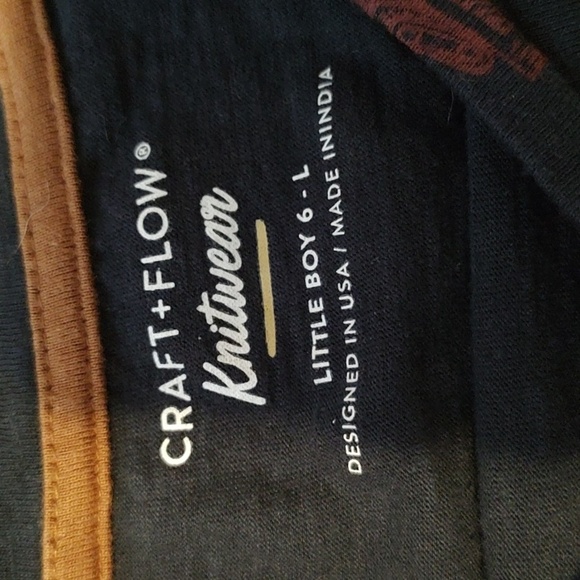 CRAFT+FLOW®
Knitwear
LITTLE BOY 6 - L
DESIGNED IN USA / MADE ININDIA